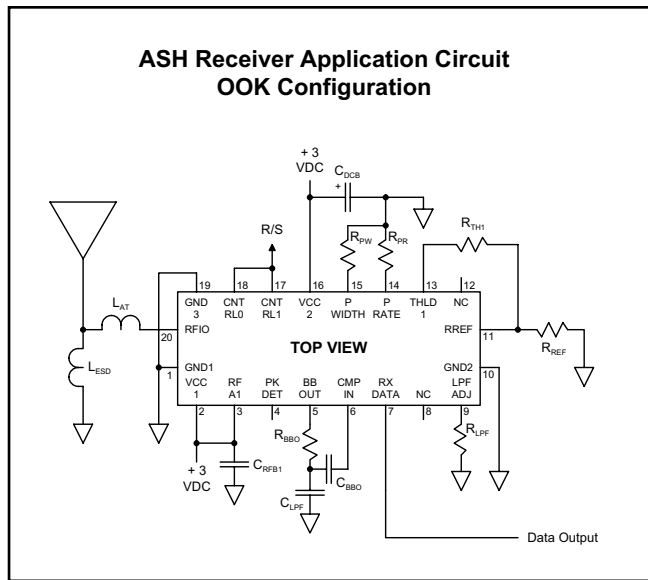 ASH Receiver Application Circuit
OOK Configuration
+ 3
VDC
CDCB
+
R/S
RPW
RPR
RTH1
19
18
17
16
15
14
13
12
GND
3
CNT
RL0
CNT
RL1
VCC
2
P
WIDTH
P
RATE
THLD
1
NC
LAT
20
RFIO
TOP VIEW
RREF
11
RREF
LESD
1
GND1
GND2
10
VCC
1
RF
A1
PK
DET
BB
OUT
CMP
IN
RX
DATA
NC
LPF
ADJ
2
3
4
5
6
7
8
9
RBBO
RLPF
+ 3
VDC
CRFB1
CBBO
CLPF
Data Output